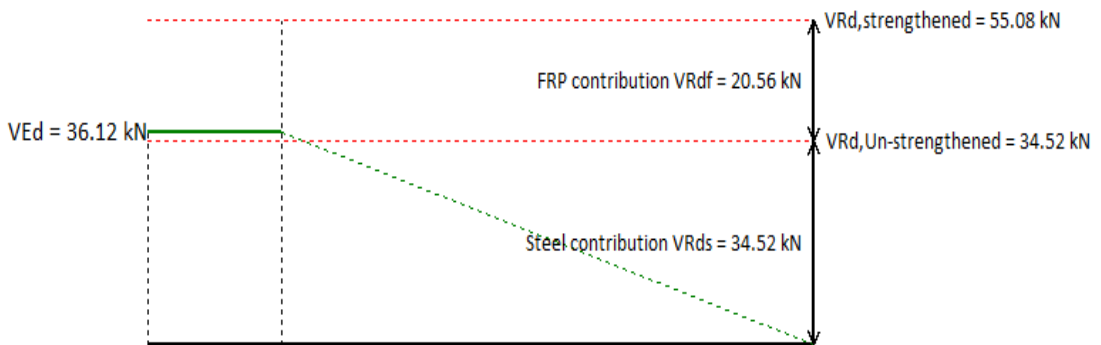 VRd,strengthened = 55.08 kN
FRP contribution VRdf = 20.56 kN
VEd = 36.12 kN
VRd,Un-strengthened = 34.52 kN
Steel contribution VRds = 34.52 kN